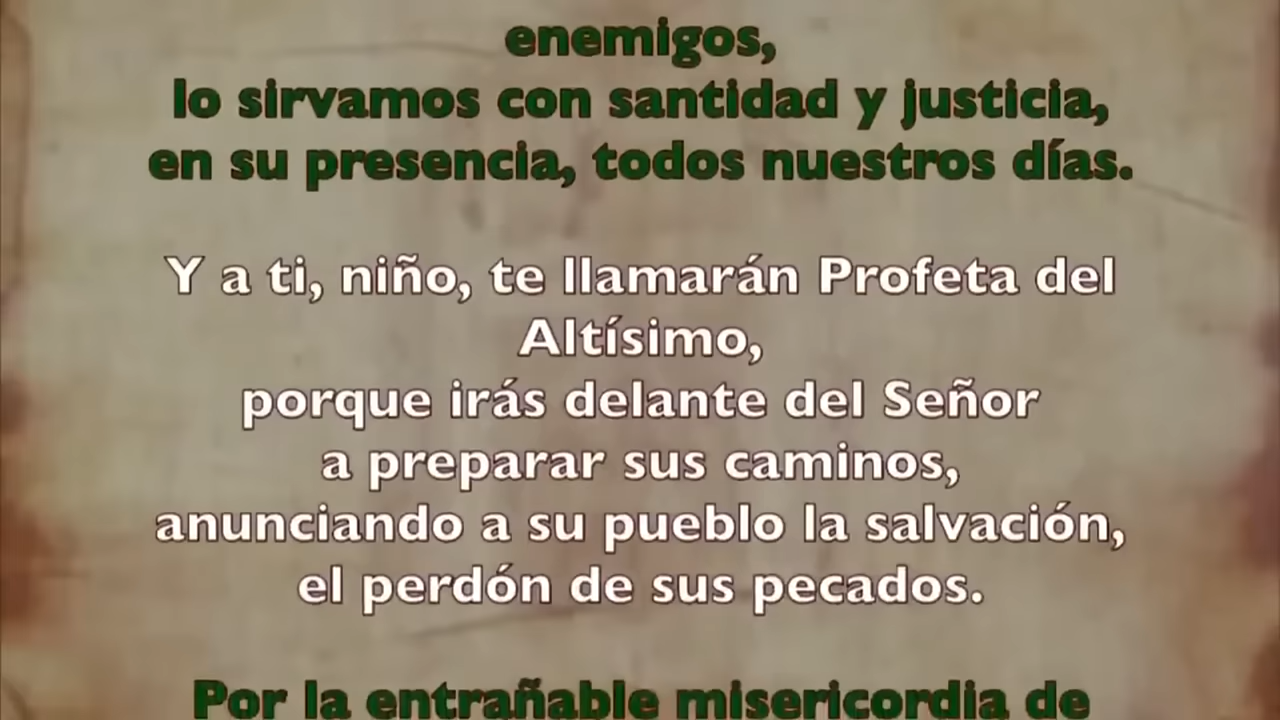 enemigos,
lo sirvamos con santidad y justicia,
en su presencia, todos nuestros días.
Y a ti, niño, te llamarán Profeta del
Altísimo,
porque irás delante del Señor
a preparar sus caminos,
anunciando a su pueblo la salvación,
el perdón de sus pecados.
Por la entrañable misericordia de